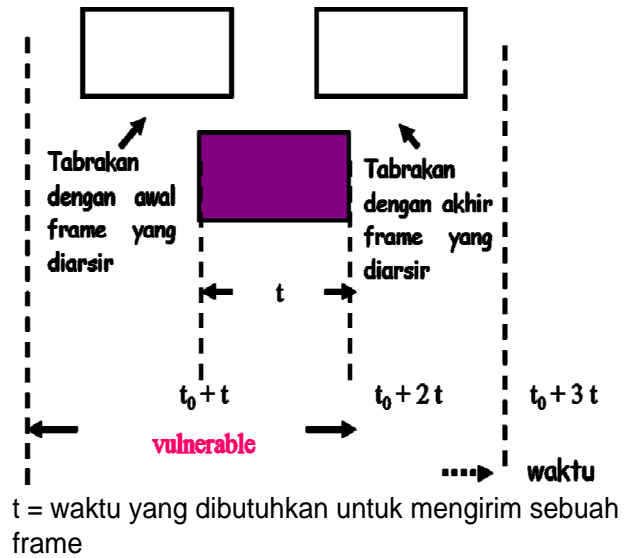 Tabrakan
dengan awal
frame yang
diarsir
Tabrakan
dengan akhir
frame yang
diarsir
t
t₀ + t
t₀ + 2 t
t₀ + 3 t
vulnerable
waktu
t = waktu yang dibutuhkan untuk mengirim sebuah
frame